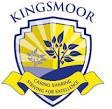 KINGSMOOR
CARING SHARING
STRIVING FOR EXCELLENCE